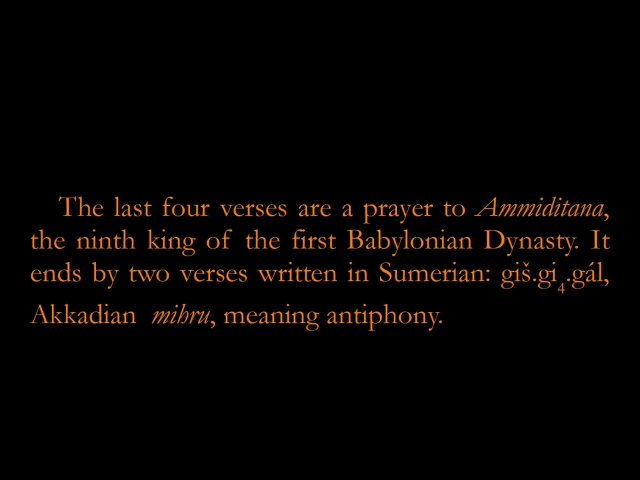 The last four verses are a prayer to Ammiditana,
the ninth king of the first Babylonian Dynasty. It
ends by two verses written in Sumerian: giš.gi₄.gál,
Akkadian mihru, meaning antiphony.